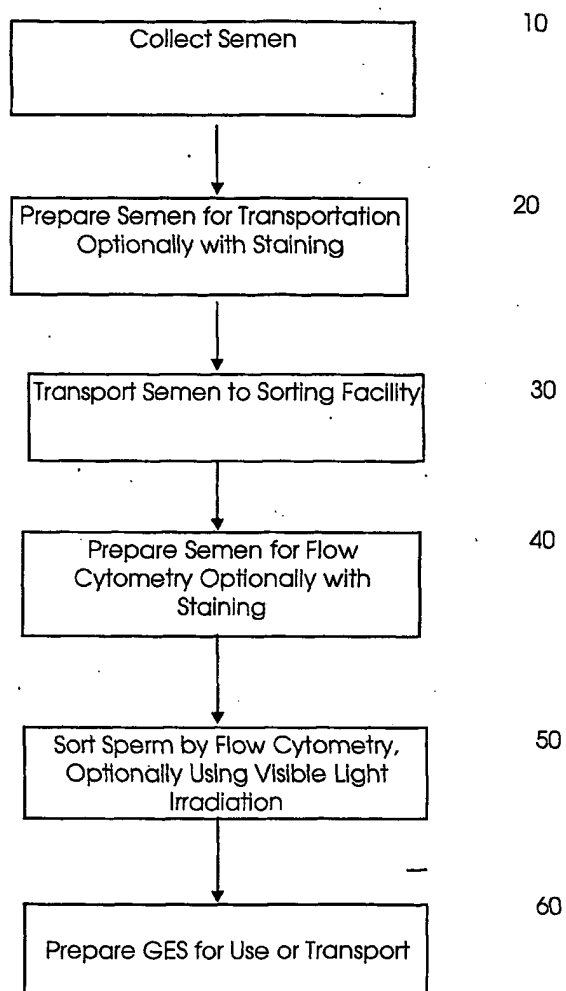 Collect Semen
10
Prepare Semen for Transportation
Optionally with Staining
20
Transport Semen to Sorting Facility
30
Prepare Semen for Flow
Cytometry Optionally with
Staining
40
Sort Sperm by Flow Cytometry,
Optionally Using Visible Light
Irradiation
50
Prepare GES for Use or Transport
60